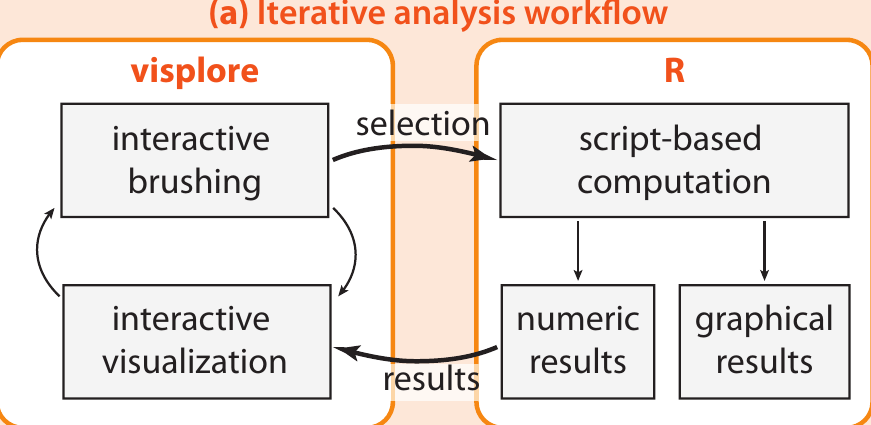 (a) Iterative analysis workflow
visplore
interactive
brushing
interactive
visualization
selection
results
R
script-based
computation
numeric
results
graphical
results